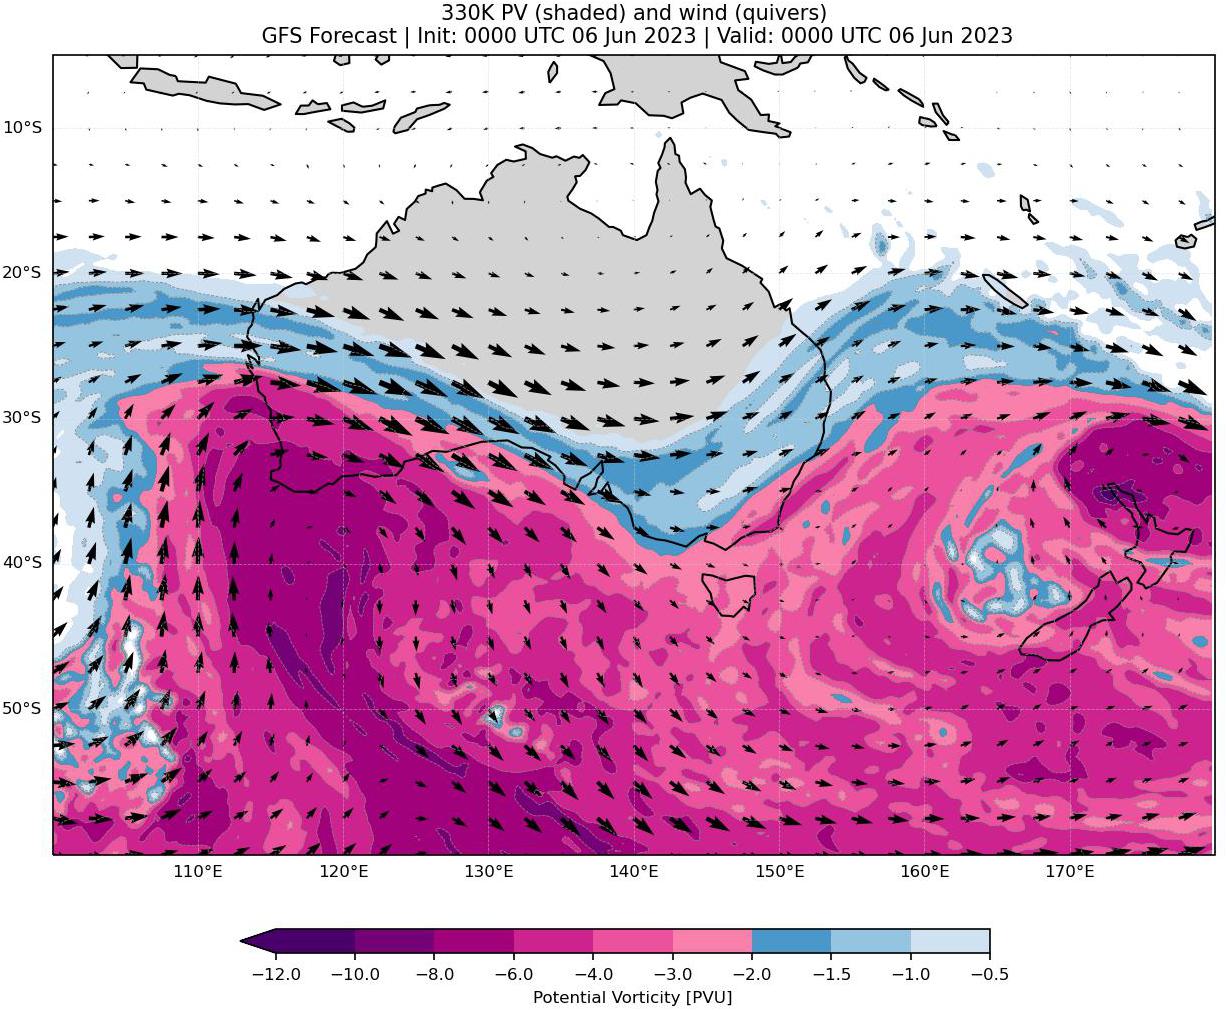 330K PV (shaded) and wind (quivers)
GFS Forecast | Init: 0000 UTC 06 Jun 2023 | Valid: 0000 UTC 06 Jun 2023
10°S
20°S
30°S
40°S
50°S
110°E 120°E 130°E 140°E 150°E 160°E 170°E
−12.0 −10.0 −8.0 −6.0 −4.0 −3.0 −2.0 −1.5 −1.0 −0.5
Potential Vorticity [PVU]